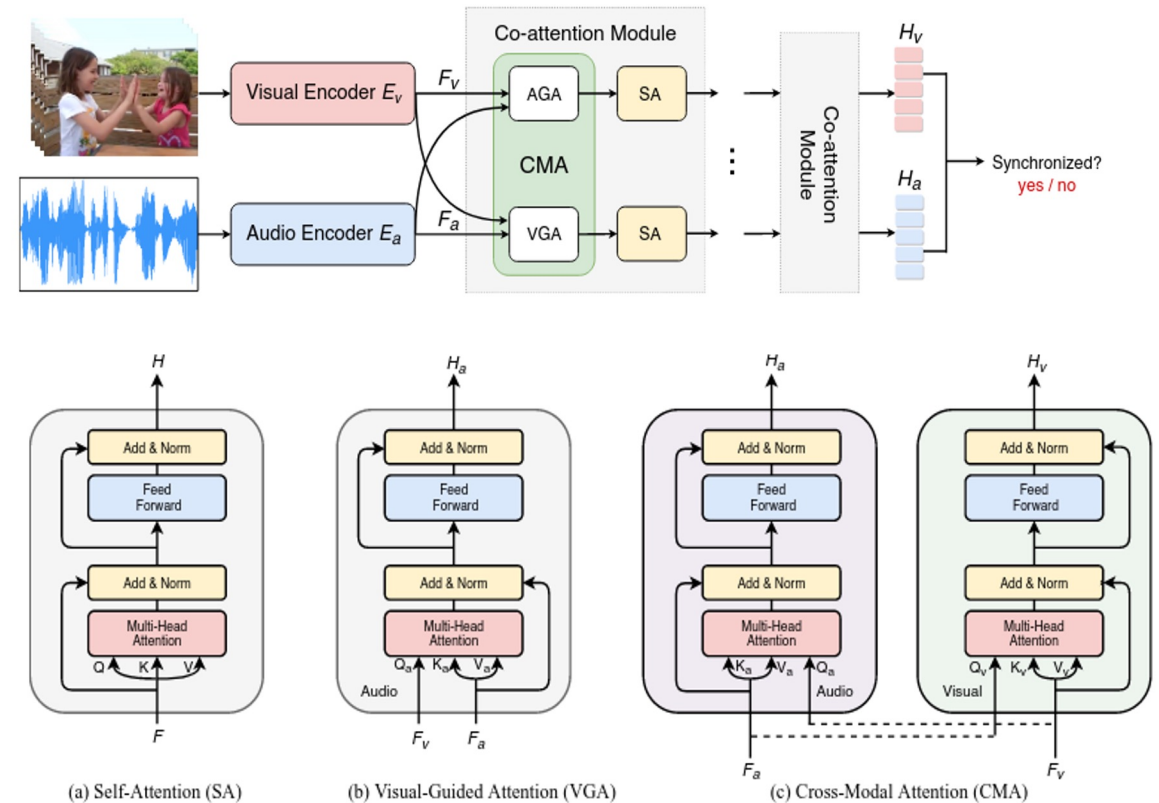 Co-attention Module
Visual Encoder Ev
Fv
AGA
SA
CMA
Audio Encoder Ea
Fa
VGA
SA
...
Co-attention
Module
Hv
Ha
Synchronized?
yes / no
H
Add & Norm
Feed
Forward
Add & Norm
Multi-Head
Attention
Q K V
F
(a) Self-Attention (SA)
Ha
Add & Norm
Feed
Forward
Add & Norm
Multi-Head
Attention
Qa Ka Va
Audio
Fv Fa
(b) Visual-Guided Attention (VGA)
Ha
Add & Norm
Feed
Forward
Add & Norm
Multi-Head
Attention
Ka Va Qa
Audio
Fa
Hv
Add & Norm
Feed
Forward
Add & Norm
Multi-Head
Attention
Qv Kv Vv
Visual
Fv
(c) Cross-Modal Attention (CMA)